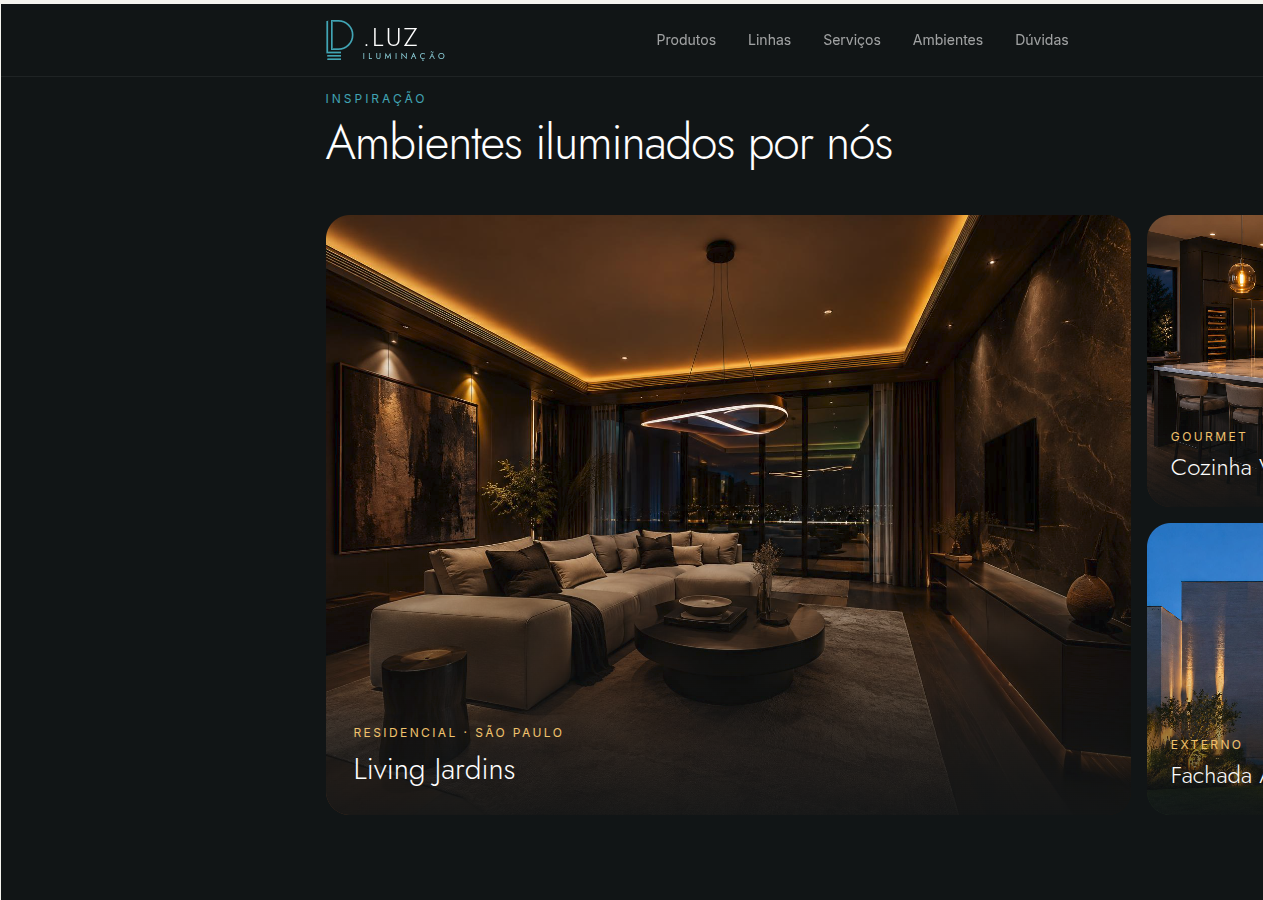 D.LUZ
ILUMINAÇÃO
Produtos
Linhas
Serviços
Ambientes
Dúvidas
INSPIRAÇÃO
Ambientes iluminados por nós
RESIDENCIAL · SÃO PAULO
Living Jardins
GOURMET
Cozinha
EXTERNO
Fachada